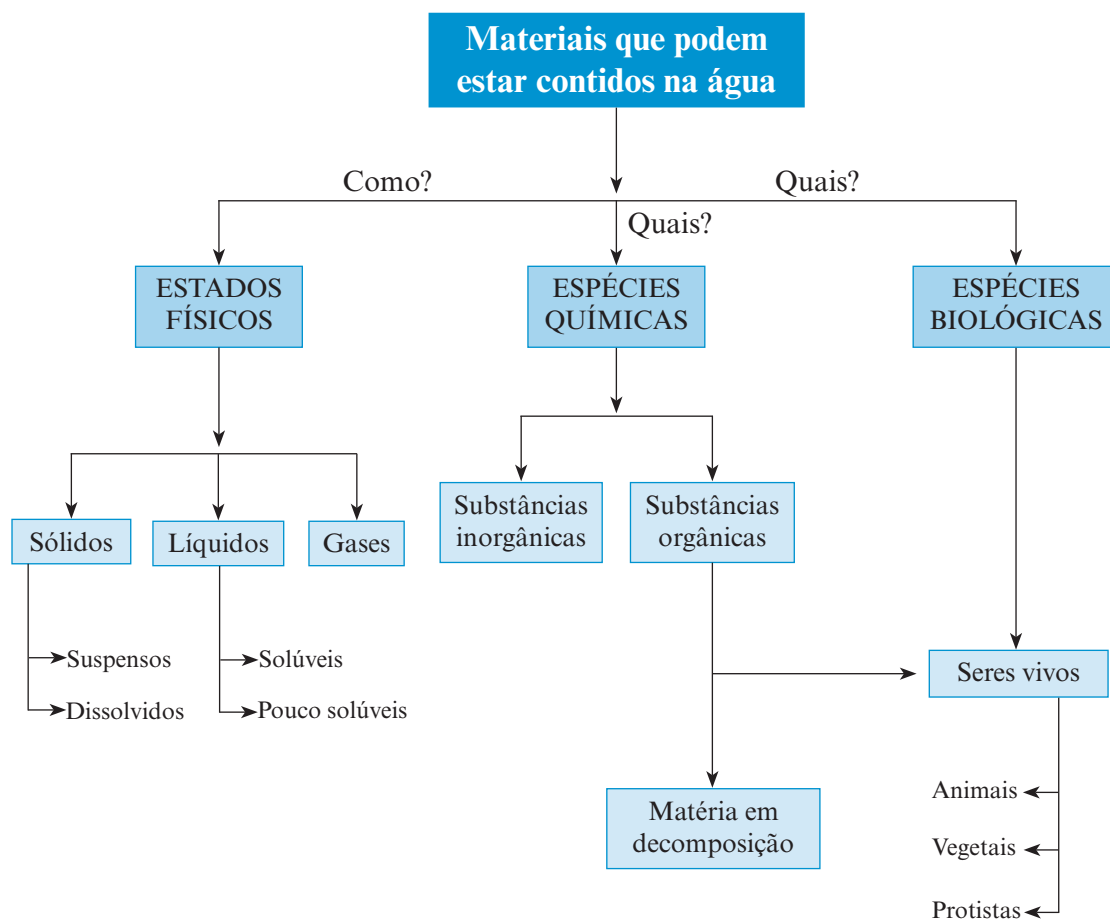 Materiais que podem
estar contidos na água
Como?
Quais?
Quais?
ESTADOS
FÍSICOS
ESPÉCIES
QUÍMICAS
ESPÉCIES
BIOLÓGICAS
Sólidos
Líquidos
Gases
Substâncias
inorgânicas
Substâncias
orgânicas
Suspensos
Dissolvidos
Solúveis
Pouco solúveis
Seres vivos
Matéria em
decomposição
Animais
Vegetais
Protistas